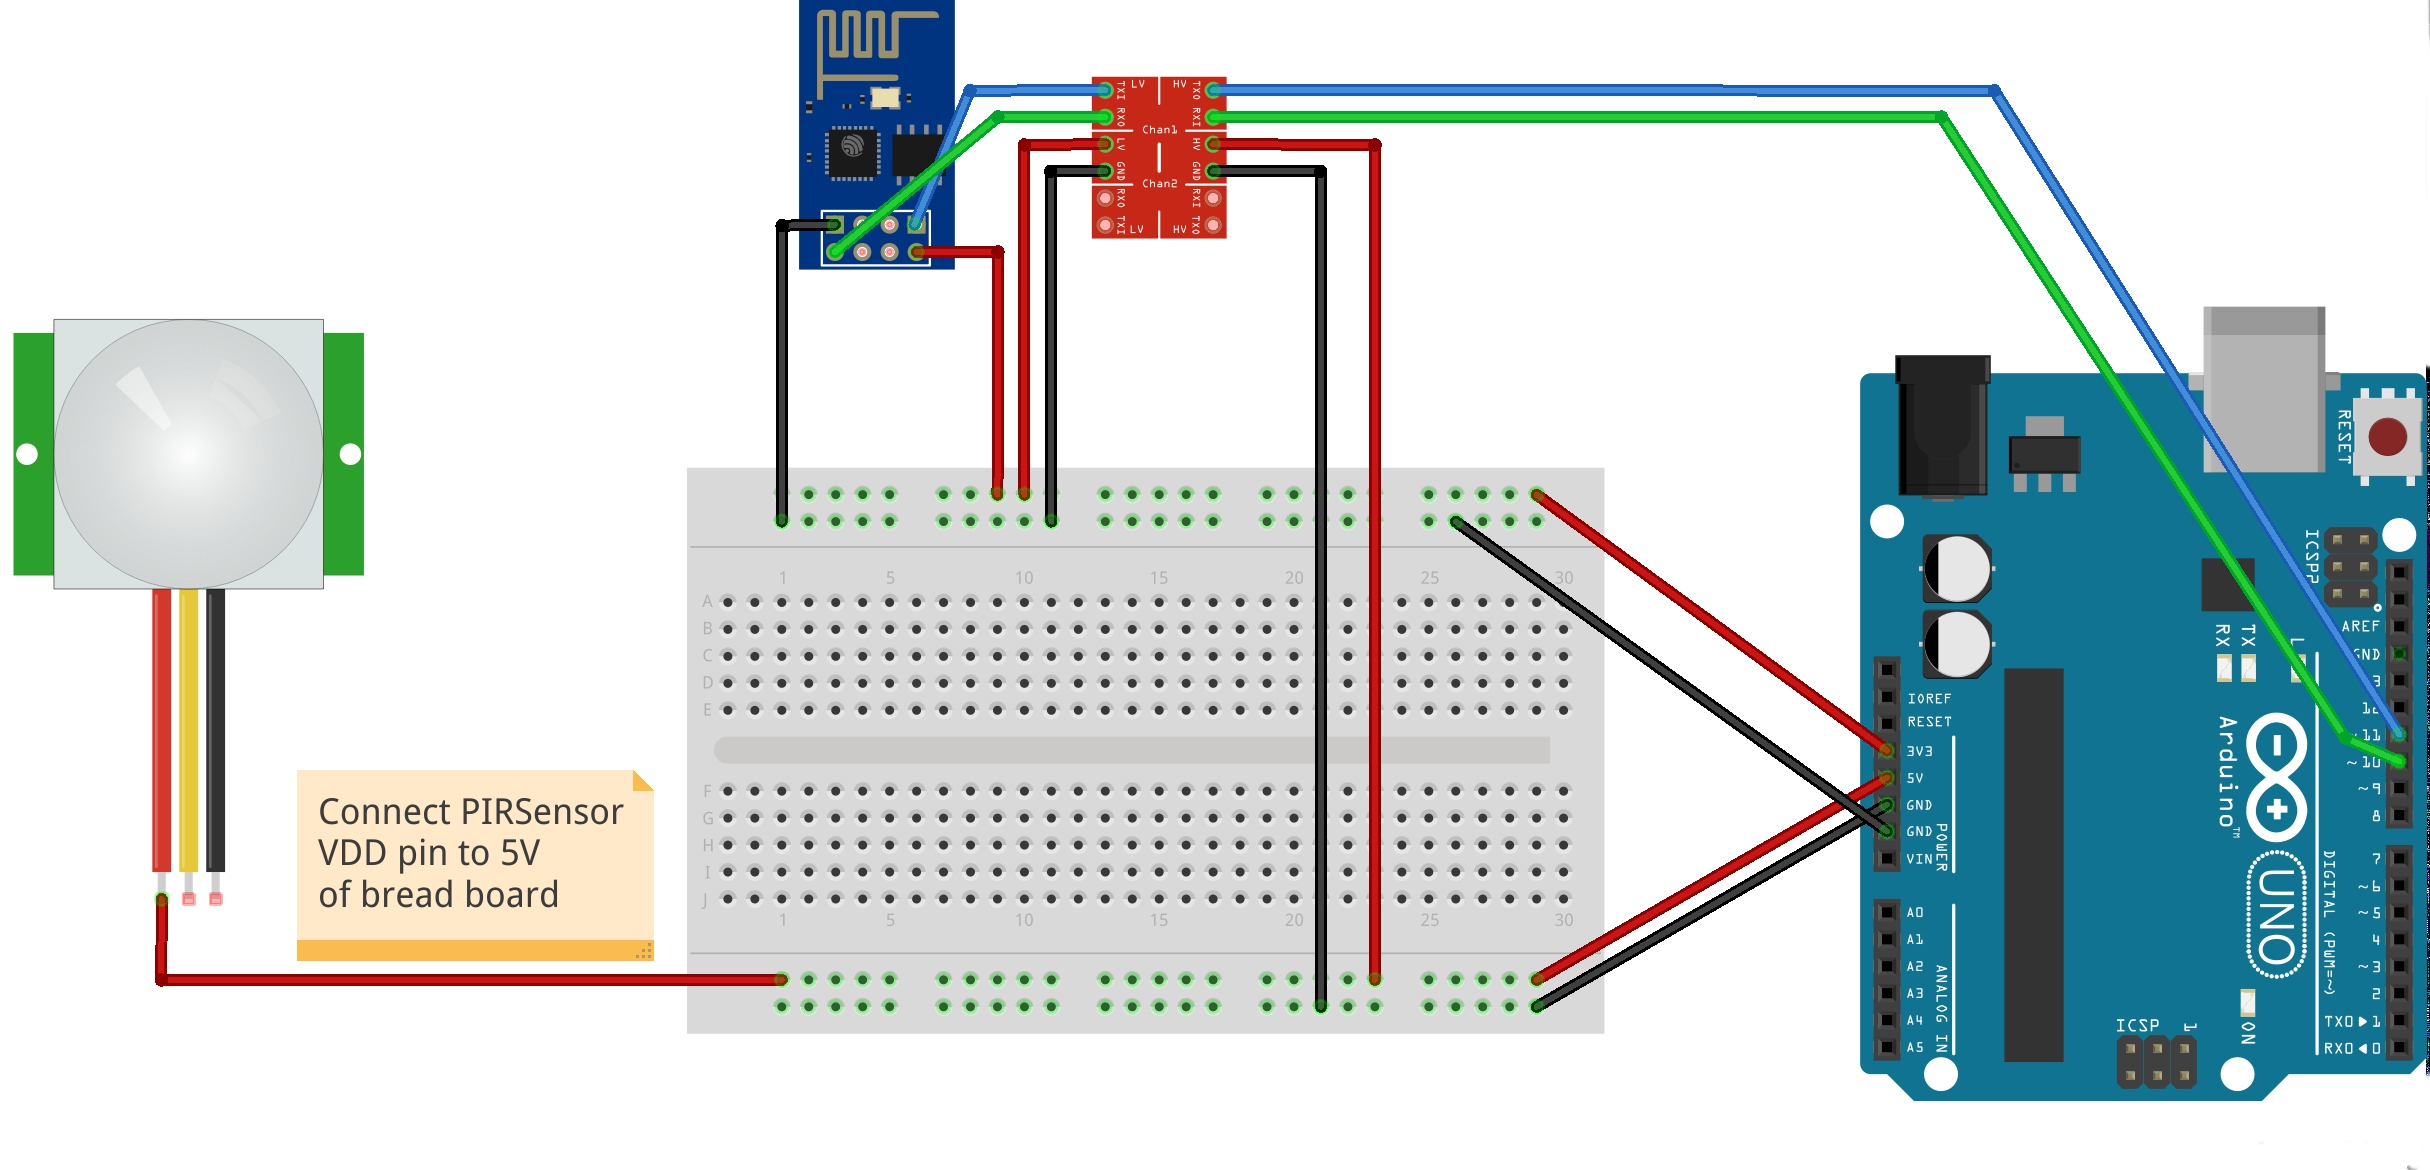 LV HV
TXI TXO
RXO RXI
Chan1
LV HV
GND GND
Chan2
RXO RXI
TXI TXO
LV HV
RESET
ICSP2
AREF
GND
RX TX L
IOREF
RESET
3V3
5V
GND
GND
VIN
POWER
12
~11
~10
~9
8
Arduino™
UNO
7
~6
~5
4
~3
2
TX0▶1
RX0◀0
DIGITAL (PWM=~)
A0
A1
A2
A3
A4
A5
ANALOG IN
ICSP 1
ON
Connect PIRSensor
VDD pin to 5V
of bread board
1 5 10 15 20 25 30
A
B
C
D
E
F
G
H
I
J
1 5 10 15 20 25 30